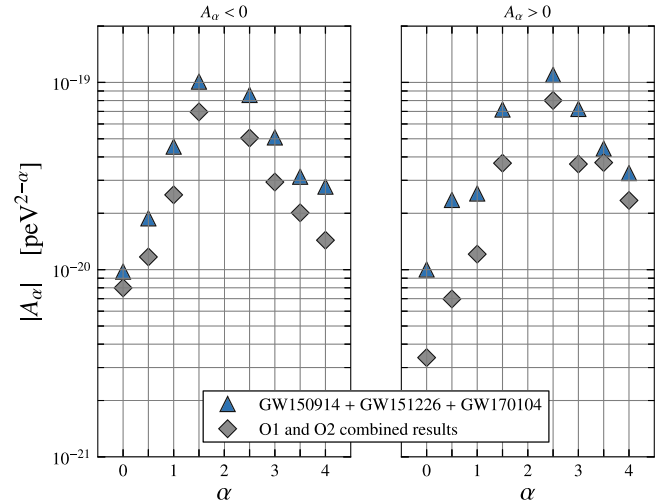 A_α < 0 A_α > 0
10^−19
10^−20
10^−21
|A_α| [peV^{2−α}]
GW150914 + GW151226 + GW170104
O1 and O2 combined results
0 1 2 3 4 0 1 2 3 4
α α